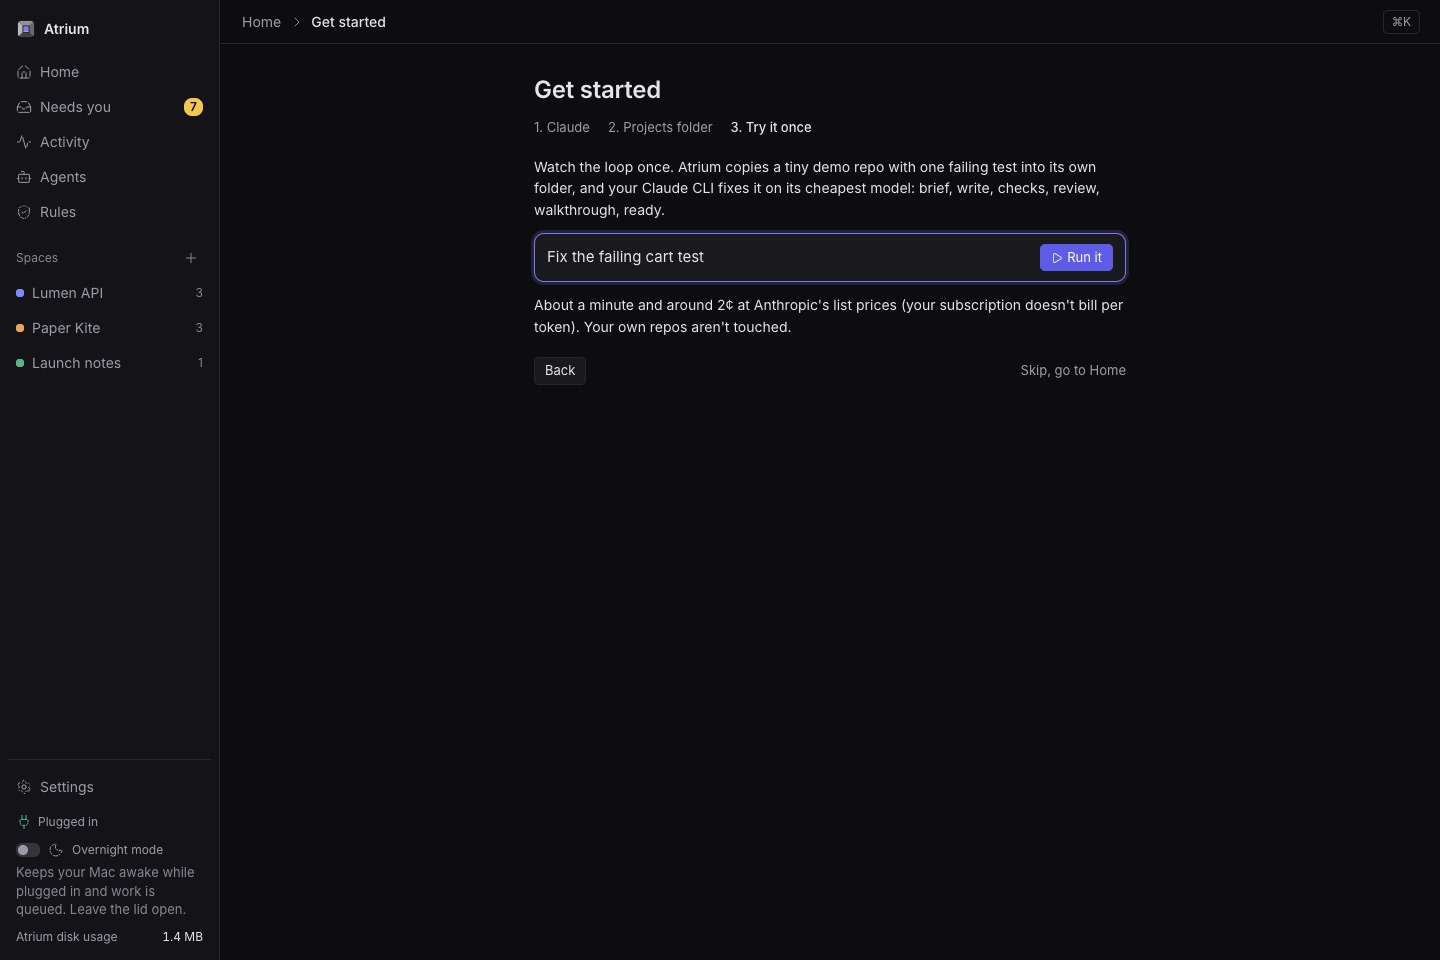 Atrium
Home
Needs you 7
Activity
Agents
Rules
Spaces
Lumen API 3
Paper Kite 3
Launch notes 1
Settings
Plugged in
Overnight mode
Keeps your Mac awake while
plugged in and work is
queued. Leave the lid open.
Atrium disk usage 1.4 MB
Home > Get started
⌘K
Get started
1. Claude 2. Projects folder 3. Try it once
Watch the loop once. Atrium copies a tiny demo repo with one failing test into its own
folder, and your Claude CLI fixes it on its cheapest model: brief, write, checks, review,
walkthrough, ready.
Fix the failing cart test
Run it
About a minute and around 2¢ at Anthropic's list prices (your subscription doesn't bill per
token). Your own repos aren't touched.
Back
Skip, go to Home